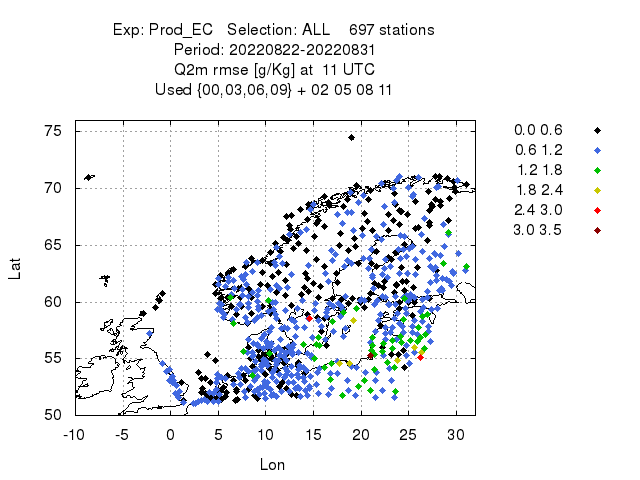 Exp: Prod_EC   Selection: ALL    697 stations
Period: 20220822-20220831
Q2m rmse [g/Kg] at  11 UTC
Used {00,03,06,09} + 02 05 08 11
0.0 0.6
0.6 1.2
1.2 1.8
1.8 2.4
2.4 3.0
3.0 3.5
Lat
75
70
65
60
55
50
-10 -5 0 5 10 15 20 25 30
Lon